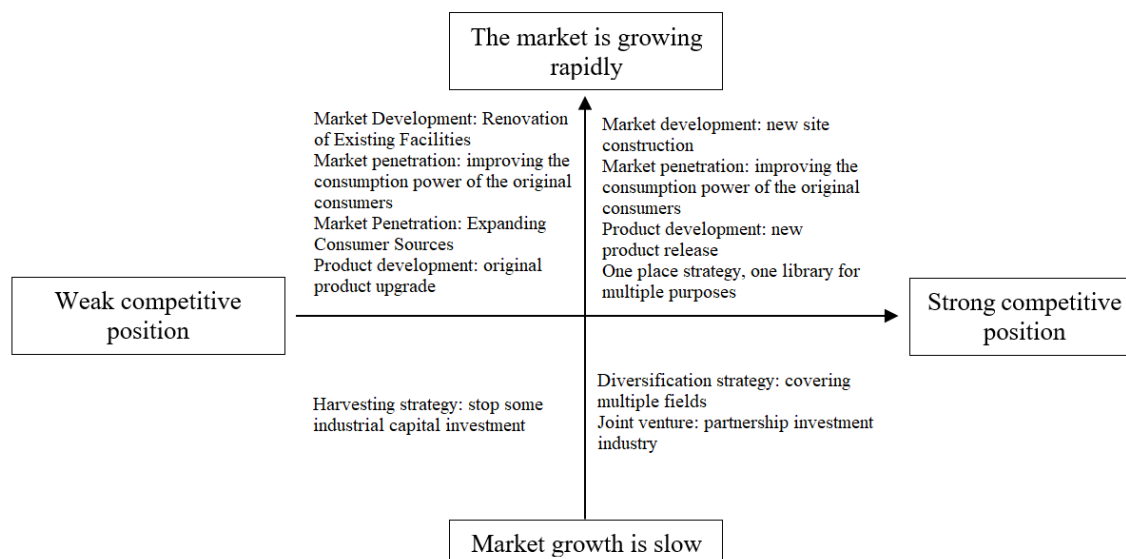 The market is growing
rapidly
Market Development: Renovation
of Existing Facilities
Market penetration: improving the
consumption power of the original
consumers
Market Penetration: Expanding
Consumer Sources
Product development: original
product upgrade
Market development: new site
construction
Market penetration: improving the
consumption power of the original
consumers
Product development: new
product release
One place strategy, one library for
multiple purposes
Weak competitive
position
Strong competitive
position
Harvesting strategy: stop some
industrial capital investment
Diversification strategy: covering
multiple fields
Joint venture: partnership investment
industry
Market growth is slow